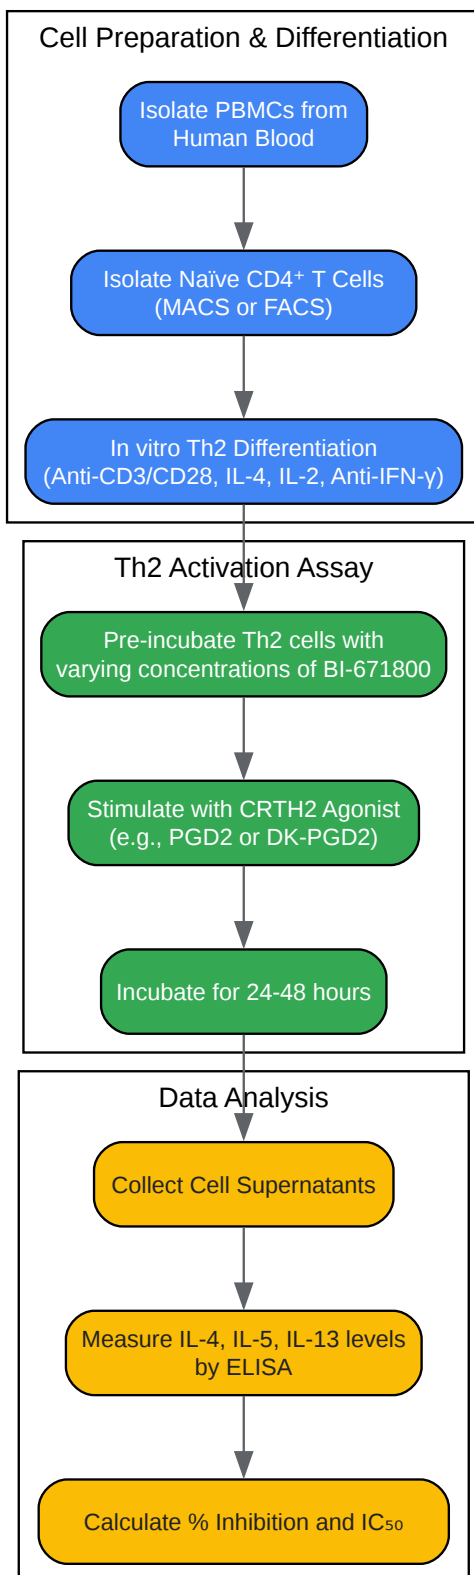 Cell Preparation & Differentiation
Isolate PBMCs from
Human Blood
Isolate Naïve CD4⁺ T Cells
(MACS or FACS)
In vitro Th2 Differentiation
(Anti-CD3/CD28, IL-4, IL-2, Anti-IFN-γ)
Th2 Activation Assay
Pre-incubate Th2 cells with
varying concentrations of BI-671800
Stimulate with CRTH2 Agonist
(e.g., PGD2 or DK-PGD2)
Incubate for 24-48 hours
Data Analysis
Collect Cell Supernatants
Measure IL-4, IL-5, IL-13 levels
by ELISA
Calculate % Inhibition and IC₅₀